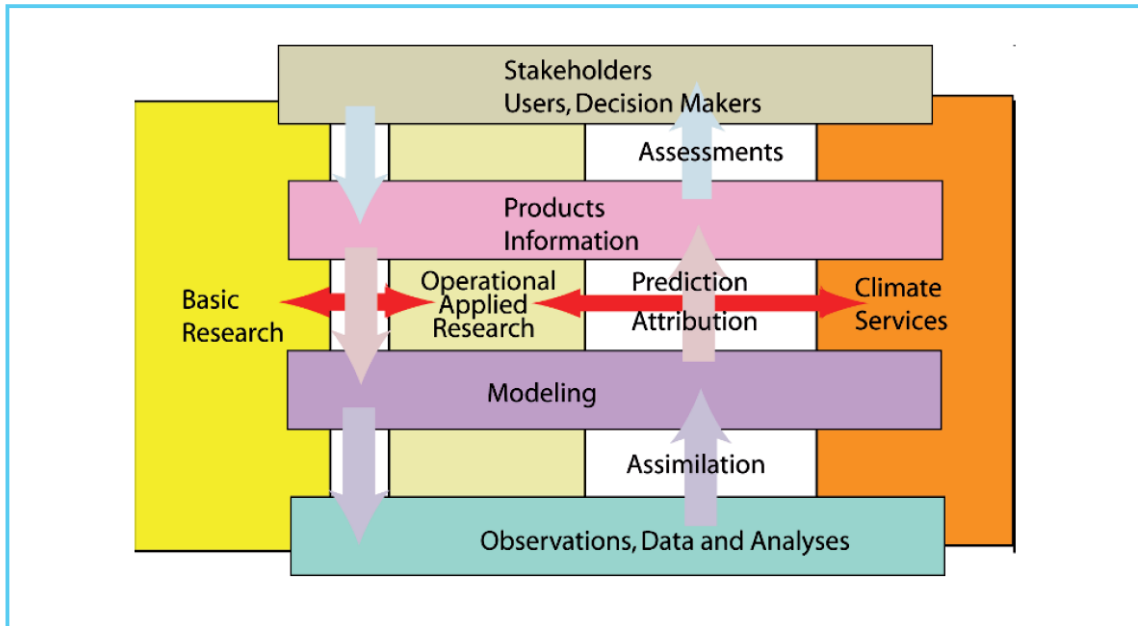 Stakeholders
Users, Decision Makers
Assessments
Products
Information
Basic
Research
Operational
Applied
Research
Prediction
Attribution
Climate
Services
Modeling
Assimilation
Observations, Data and Analyses